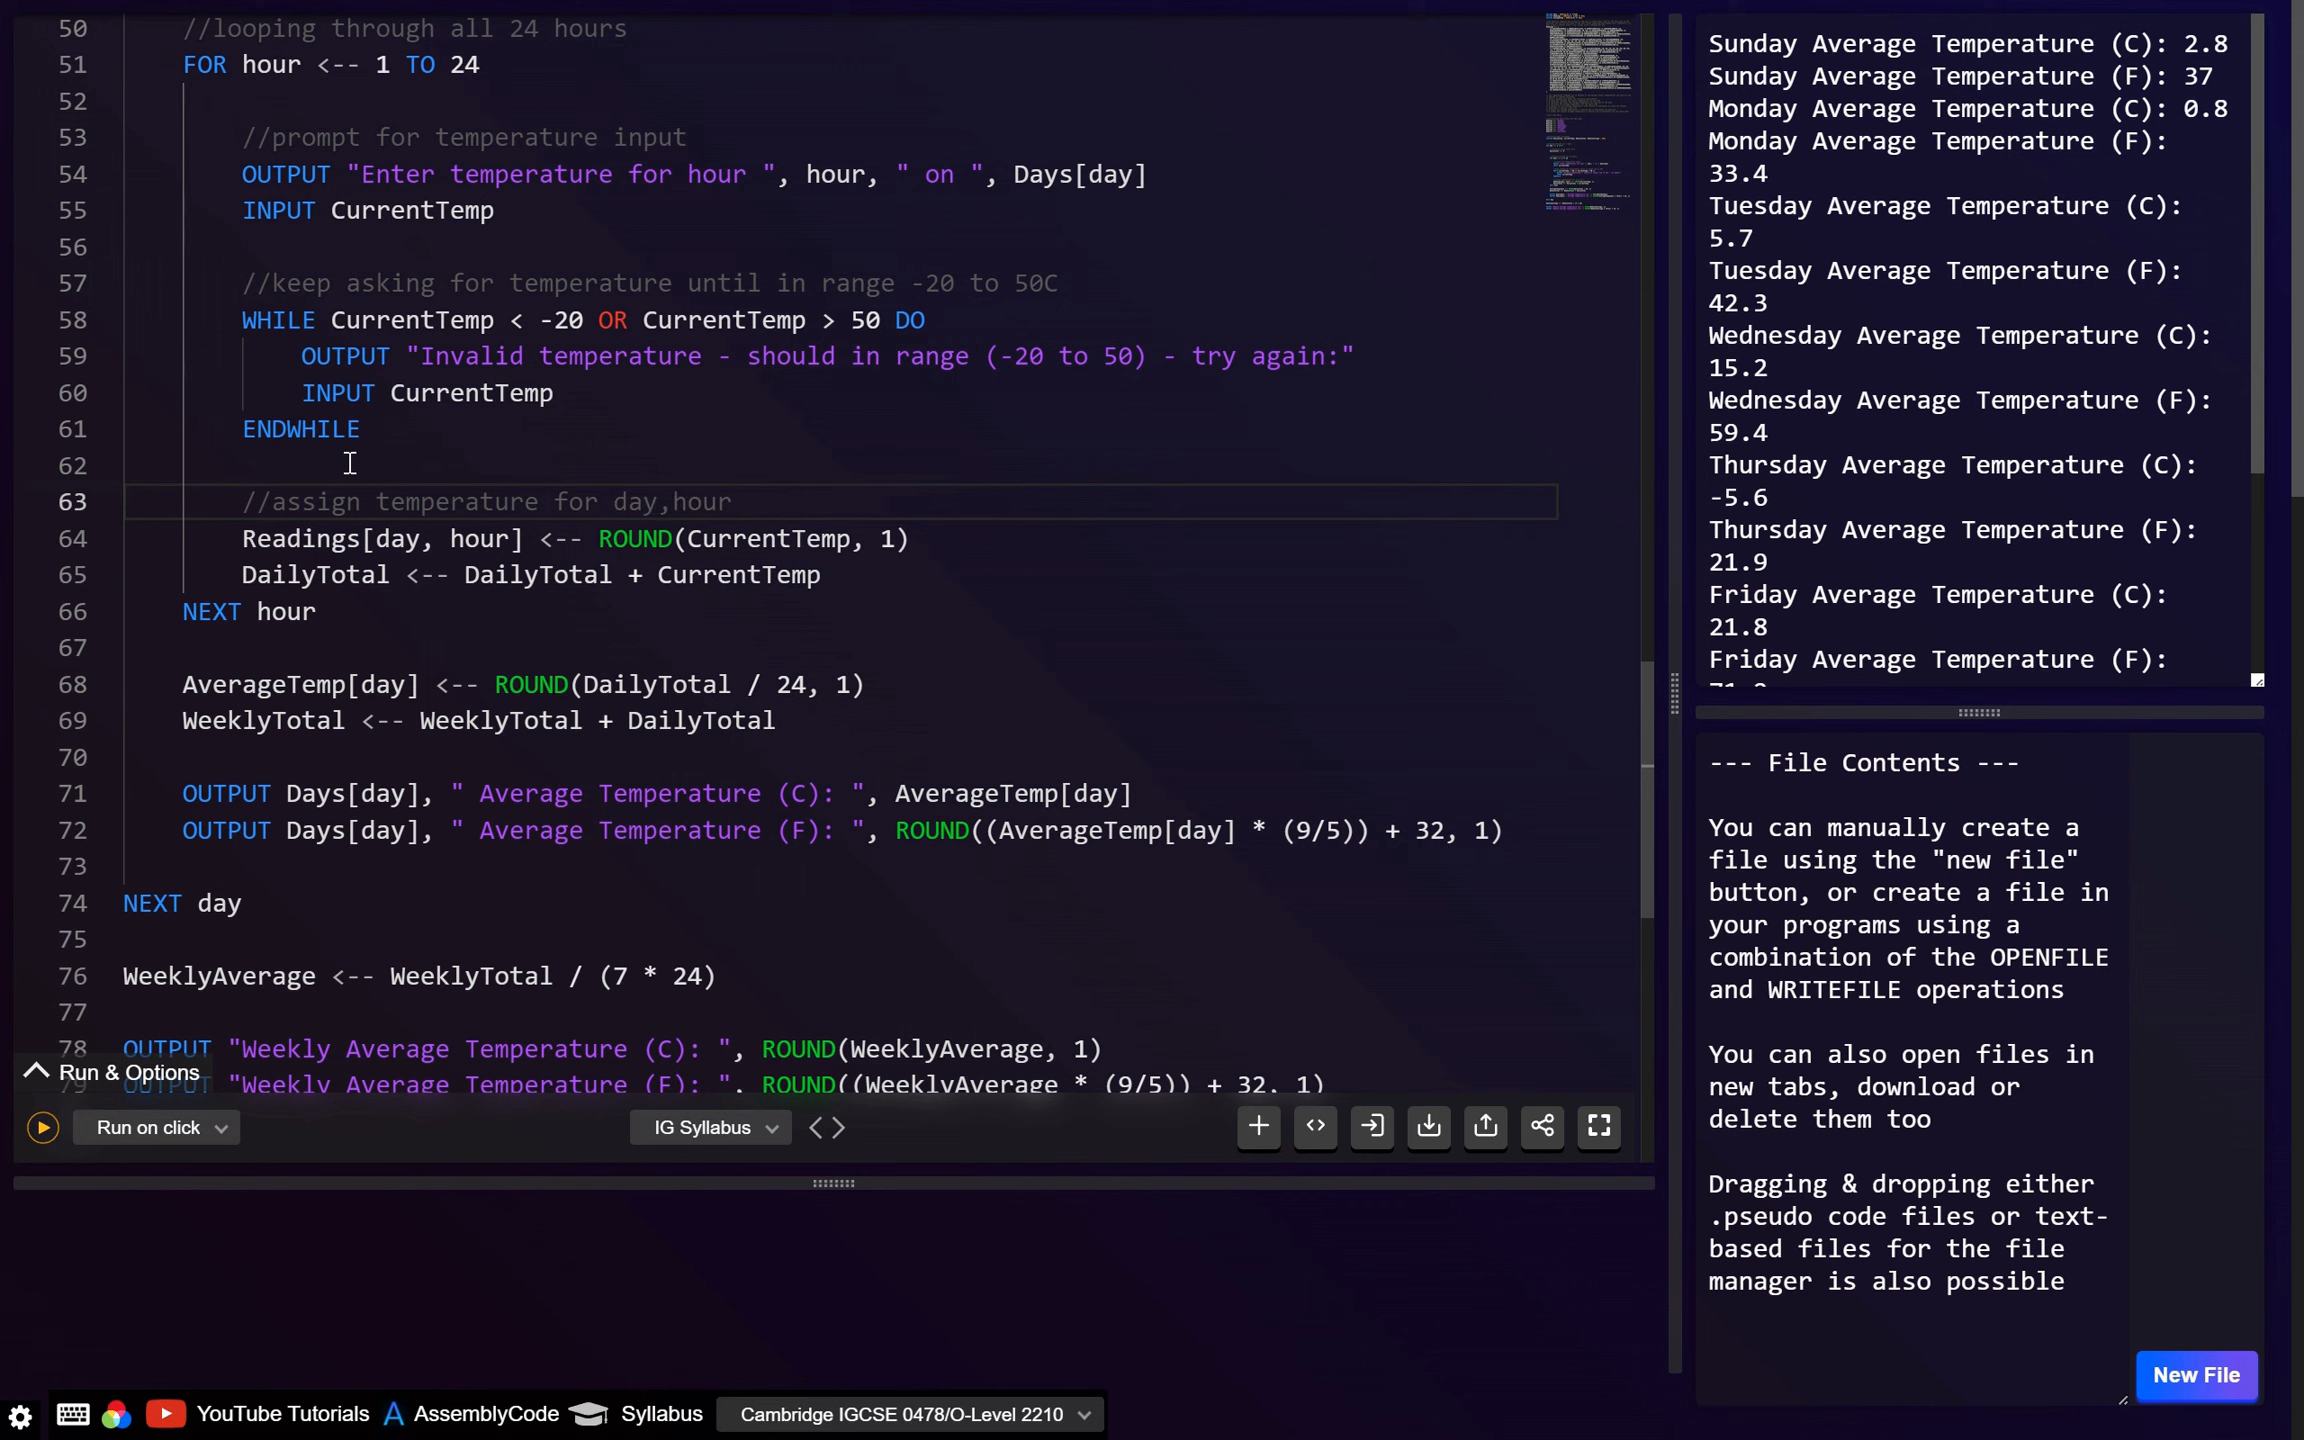 50 //looping through all 24 hours
51 FOR hour <-- 1 TO 24
52
53 //prompt for temperature input
54 OUTPUT "Enter temperature for hour ", hour, " on ", Days[day]
55 INPUT CurrentTemp
56
57 //keep asking for temperature until in range -20 to 50C
58 WHILE CurrentTemp < -20 OR CurrentTemp > 50 DO
59 OUTPUT "Invalid temperature - should in range (-20 to 50) - try again:"
60 INPUT CurrentTemp
61 ENDWHILE
62
63 //assign temperature for day,hour
64 Readings[day, hour] <-- ROUND(CurrentTemp, 1)
65 DailyTotal <-- DailyTotal + CurrentTemp
66 NEXT hour
67
68 AverageTemp[day] <-- ROUND(DailyTotal / 24, 1)
69 WeeklyTotal <-- WeeklyTotal + DailyTotal
70
71 OUTPUT Days[day], " Average Temperature (C): ", AverageTemp[day]
72 OUTPUT Days[day], " Average Temperature (F): ", ROUND((AverageTemp[day] * (9/5)) + 32, 1)
73
74 NEXT day
75
76 WeeklyAverage <-- WeeklyTotal / (7 * 24)
77
78 OUTPUT "Weekly Average Temperature (C): ", ROUND(WeeklyAverage, 1)
79 OUTPUT "Weekly Average Temperature (F): ", ROUND((WeeklyAverage * (9/5)) + 32, 1)
Run & Options
Run on click
IG Syllabus
Sunday Average Temperature (C): 2.8
Sunday Average Temperature (F): 37
Monday Average Temperature (C): 0.8
Monday Average Temperature (F):
33.4
Tuesday Average Temperature (C):
5.7
Tuesday Average Temperature (F):
42.3
Wednesday Average Temperature (C):
15.2
Wednesday Average Temperature (F):
59.4
Thursday Average Temperature (C):
-5.6
Thursday Average Temperature (F):
21.9
Friday Average Temperature (C):
21.8
Friday Average Temperature (F):
--- File Contents ---
You can manually create a
file using the "new file"
button, or create a file in
your programs using a
combination of the OPENFILE
and WRITEFILE operations
You can also open files in
new tabs, download or
delete them too
Dragging & dropping either
.pseudo code files or text-
based files for the file
manager is also possible
New File
YouTube Tutorials
AssemblyCode
Syllabus
Cambridge IGCSE 0478/O-Level 2210